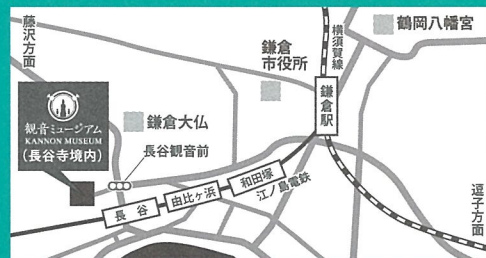 藤沢方面
観音ミュージアム
KANNON MUSEUM
(長谷寺境内)
鎌倉大仏
長谷観音前
鎌倉
市役所
横須賀線
鶴岡八幡宮
鎌倉駅
長谷
由比ヶ浜
和田塚
江ノ島電鉄
逗子方面